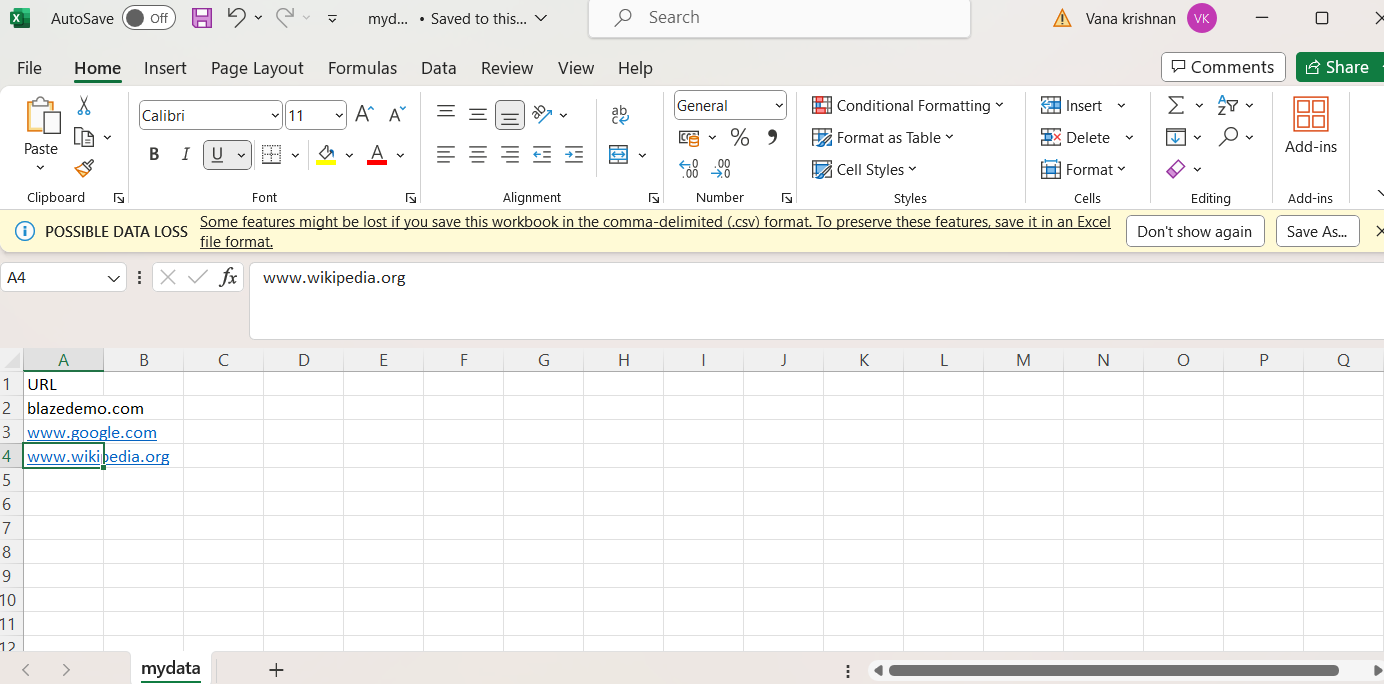 AutoSave Off myd... • Saved to this... Search Vana krishnan VK
File Home Insert Page Layout Formulas Data Review View Help Comments Share
Paste Calibri 11 General Conditional Formatting Insert
B I U A % Format as Table Delete Add-ins
Cell Styles Format
Clipboard Font Alignment Number Styles Cells Editing Add-ins
POSSIBLE DATA LOSS Some features might be lost if you save this workbook in the comma-delimited (.csv) format. To preserve these features, save it in an Excel
file format. Don't show again Save As...
A4 fx www.wikipedia.org
A B C D E F G H I J K L M N O P Q
1 URL
2 blazedemo.com
3 www.google.com
4 www.wikipedia.org
5
6
7
8
9
10
11
12
mydata